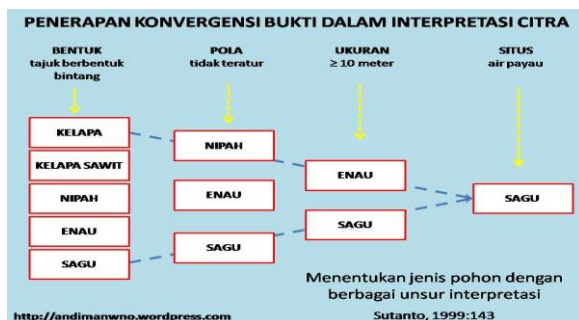 PENERAPAN KONVERGENSI BUKTI DALAM INTERPRETASI CITRA
BENTUK
tajuk berbentuk
bintang
POLA
tidak teratur
UKURAN
≥ 10 meter
SITUS
air payau
KELAPA
KELAPA SAWIT
NIPAH
ENAU
SAGU
NIPAH
ENAU
SAGU
ENAU
SAGU
SAGU
Menentukan jenis pohon dengan
berbagai unsur interpretasi
http://andimanwno.wordpress.com
Sutanto, 1999:143